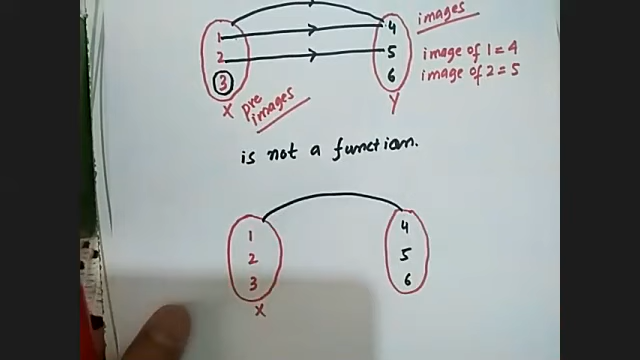 images
1 4
2 5
3 6
X Y
pre
images
image of 1 = 4
image of 2 = 5
is not a function.
1 4
2 5
3 6
X